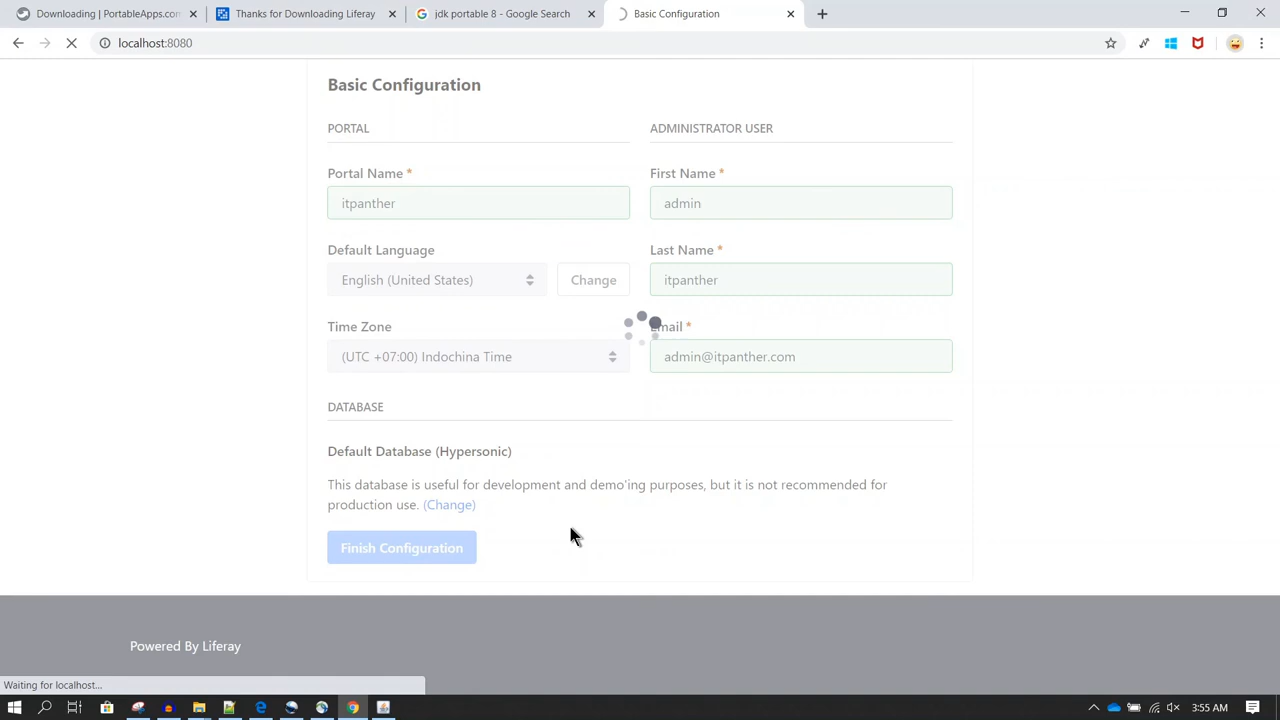 Downloading | PortableApps.com
Thanks for Downloading Liferay
jdk portable 8 - Google Search
Basic Configuration
localhost:8080
Basic Configuration
PORTAL
ADMINISTRATOR USER
Portal Name *
First Name *
itpanther
admin
Default Language
Last Name *
English (United States)
Change
itpanther
Time Zone
Email *
(UTC +07:00) Indochina Time
admin@itpanther.com
DATABASE
Default Database (Hypersonic)
This database is useful for development and demo'ing purposes, but it is not recommended for
production use. (Change)
Finish Configuration
Powered By Liferay
Waiting for localhost...
3:55 AM